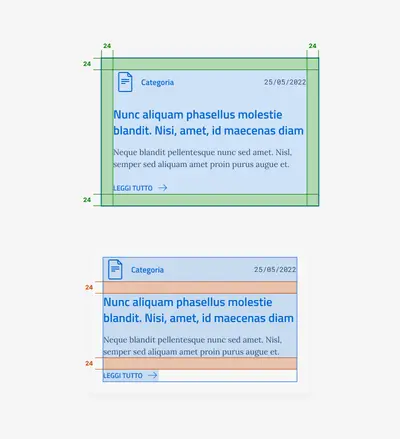 24 24
24
Categoria 25/05/2022
Nunc aliquam phasellus molestie
blandit. Nisi, amet, id maecenas diam
Neque blandit pellentesque nunc sed amet. Nisl,
semper sed aliquam amet proin purus augue et.
LEGGI TUTTO
24
Categoria 25/05/2022
24
Nunc aliquam phasellus molestie
blandit. Nisi, amet, id maecenas diam
Neque blandit pellentesque nunc sed amet. Nisl,
semper sed aliquam amet proin purus augue et.
24
LEGGI TUTTO